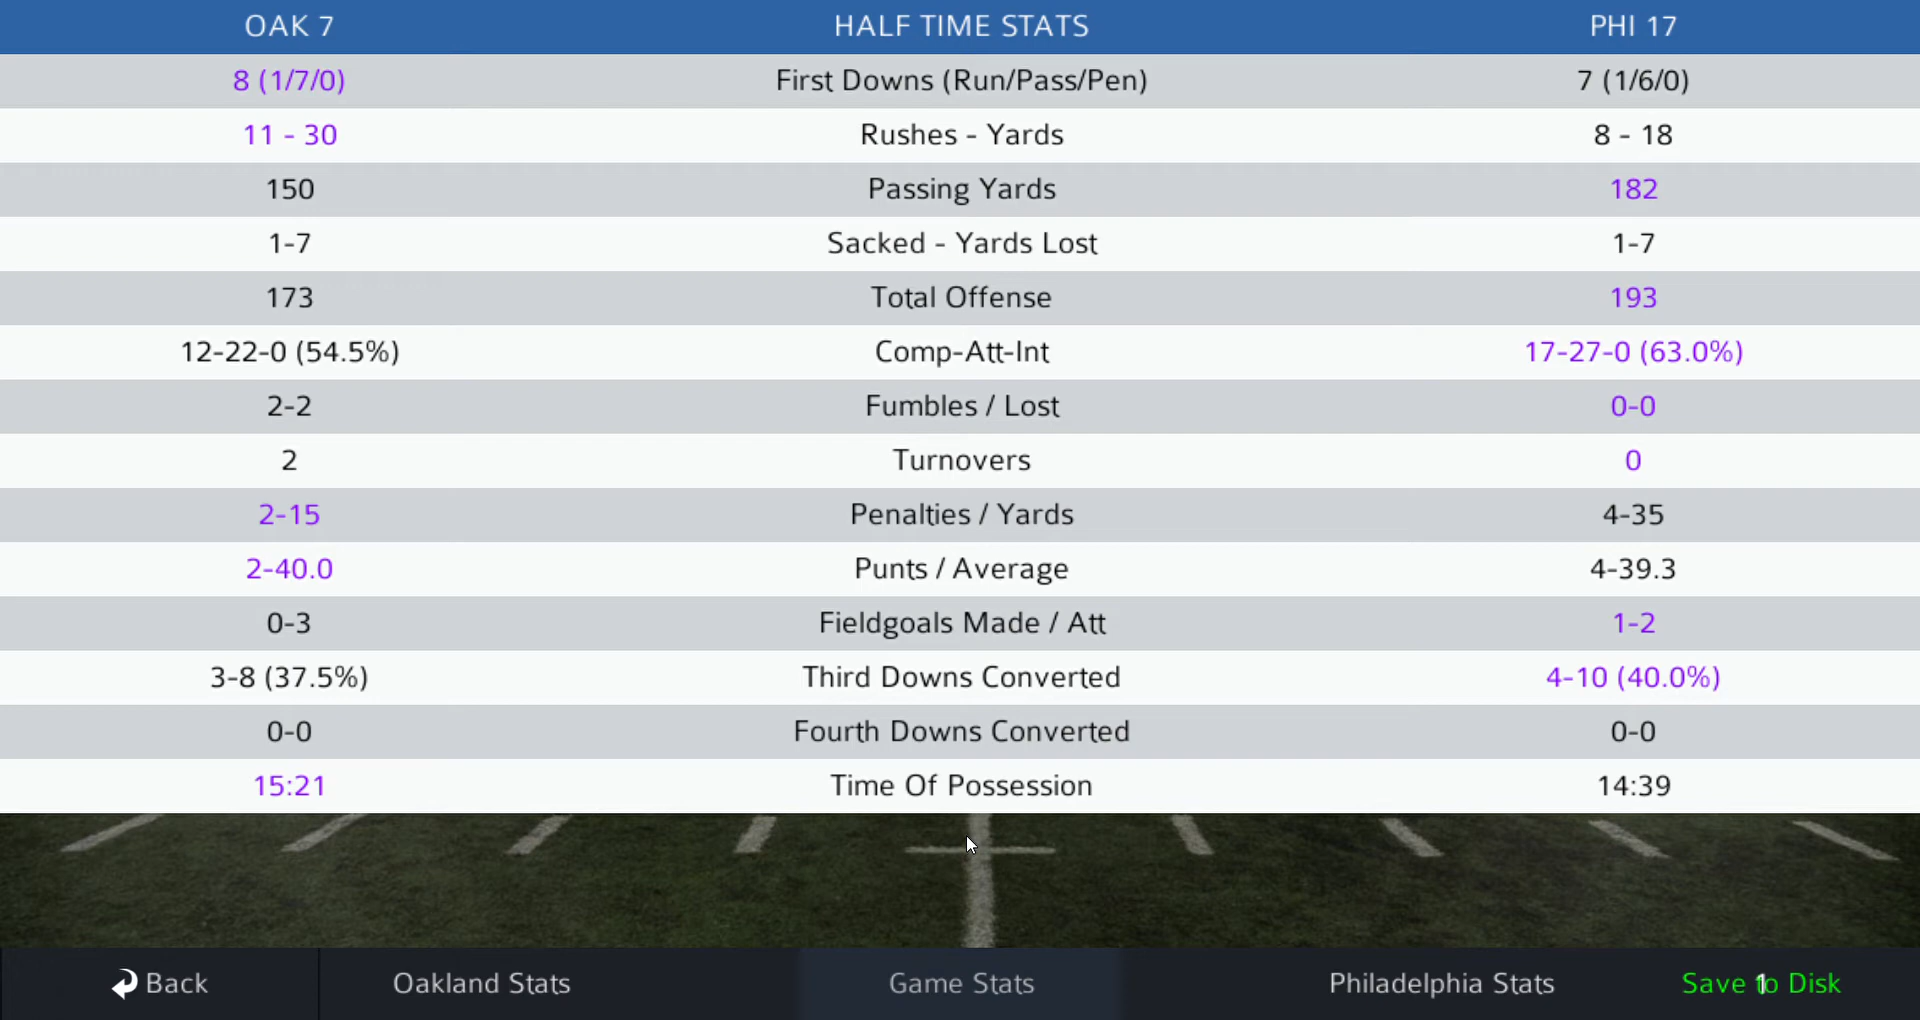 OAK 7 HALF TIME STATS PHI 17
8 (1/7/0) First Downs (Run/Pass/Pen) 7 (1/6/0)
11 - 30 Rushes - Yards 8 - 18
150 Passing Yards 182
1-7 Sacked - Yards Lost 1-7
173 Total Offense 193
12-22-0 (54.5%) Comp-Att-Int 17-27-0 (63.0%)
2-2 Fumbles / Lost 0-0
2 Turnovers 0
2-15 Penalties / Yards 4-35
2-40.0 Punts / Average 4-39.3
0-3 Fieldgoals Made / Att 1-2
3-8 (37.5%) Third Downs Converted 4-10 (40.0%)
0-0 Fourth Downs Converted 0-0
15:21 Time Of Possession 14:39
Back Oakland Stats Game Stats Philadelphia Stats Save to Disk 1